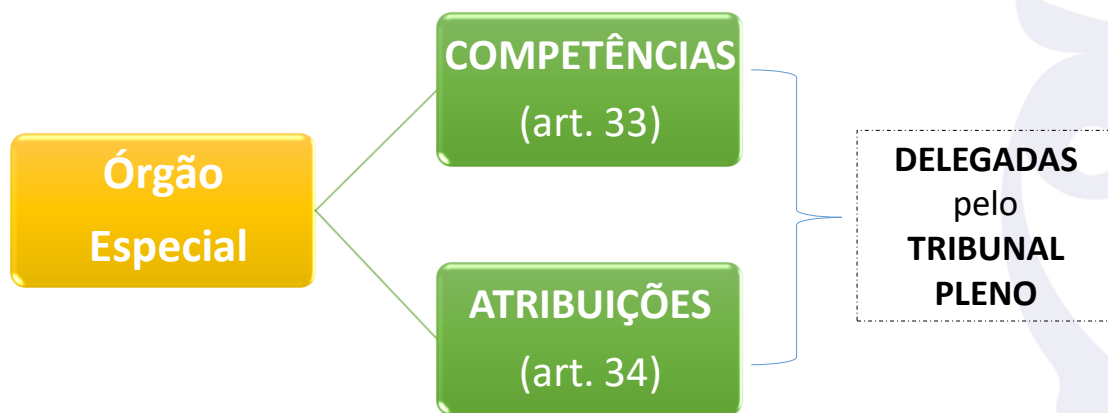 Órgão
Especial
COMPETÊNCIAS
(art. 33)
ATRIBUIÇÕES
(art. 34)
DELEGADAS
pelo
TRIBUNAL
PLENO